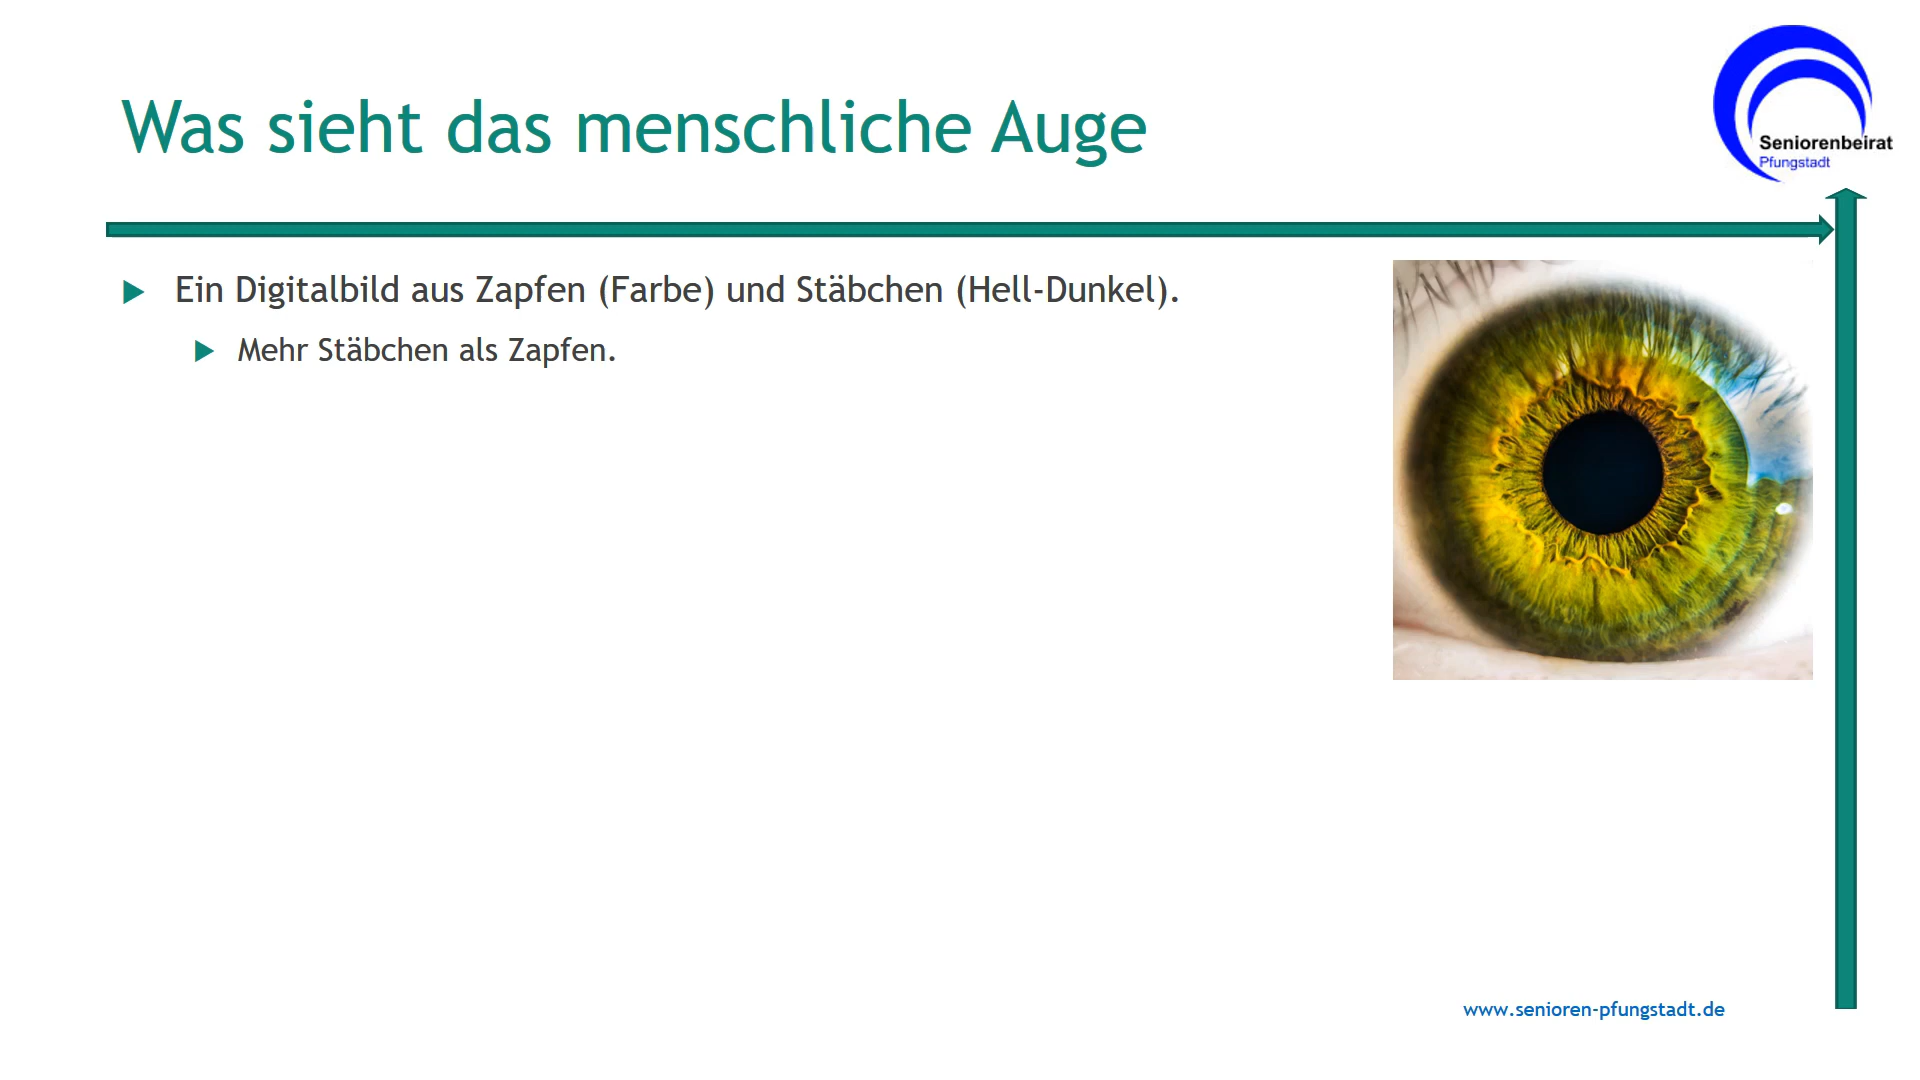 Was sieht das menschliche Auge
Seniorenbeirat
Pfungstadt
Ein Digitalbild aus Zapfen (Farbe) und Stäbchen (Hell-Dunkel).
Mehr Stäbchen als Zapfen.
www.senioren-pfungstadt.de